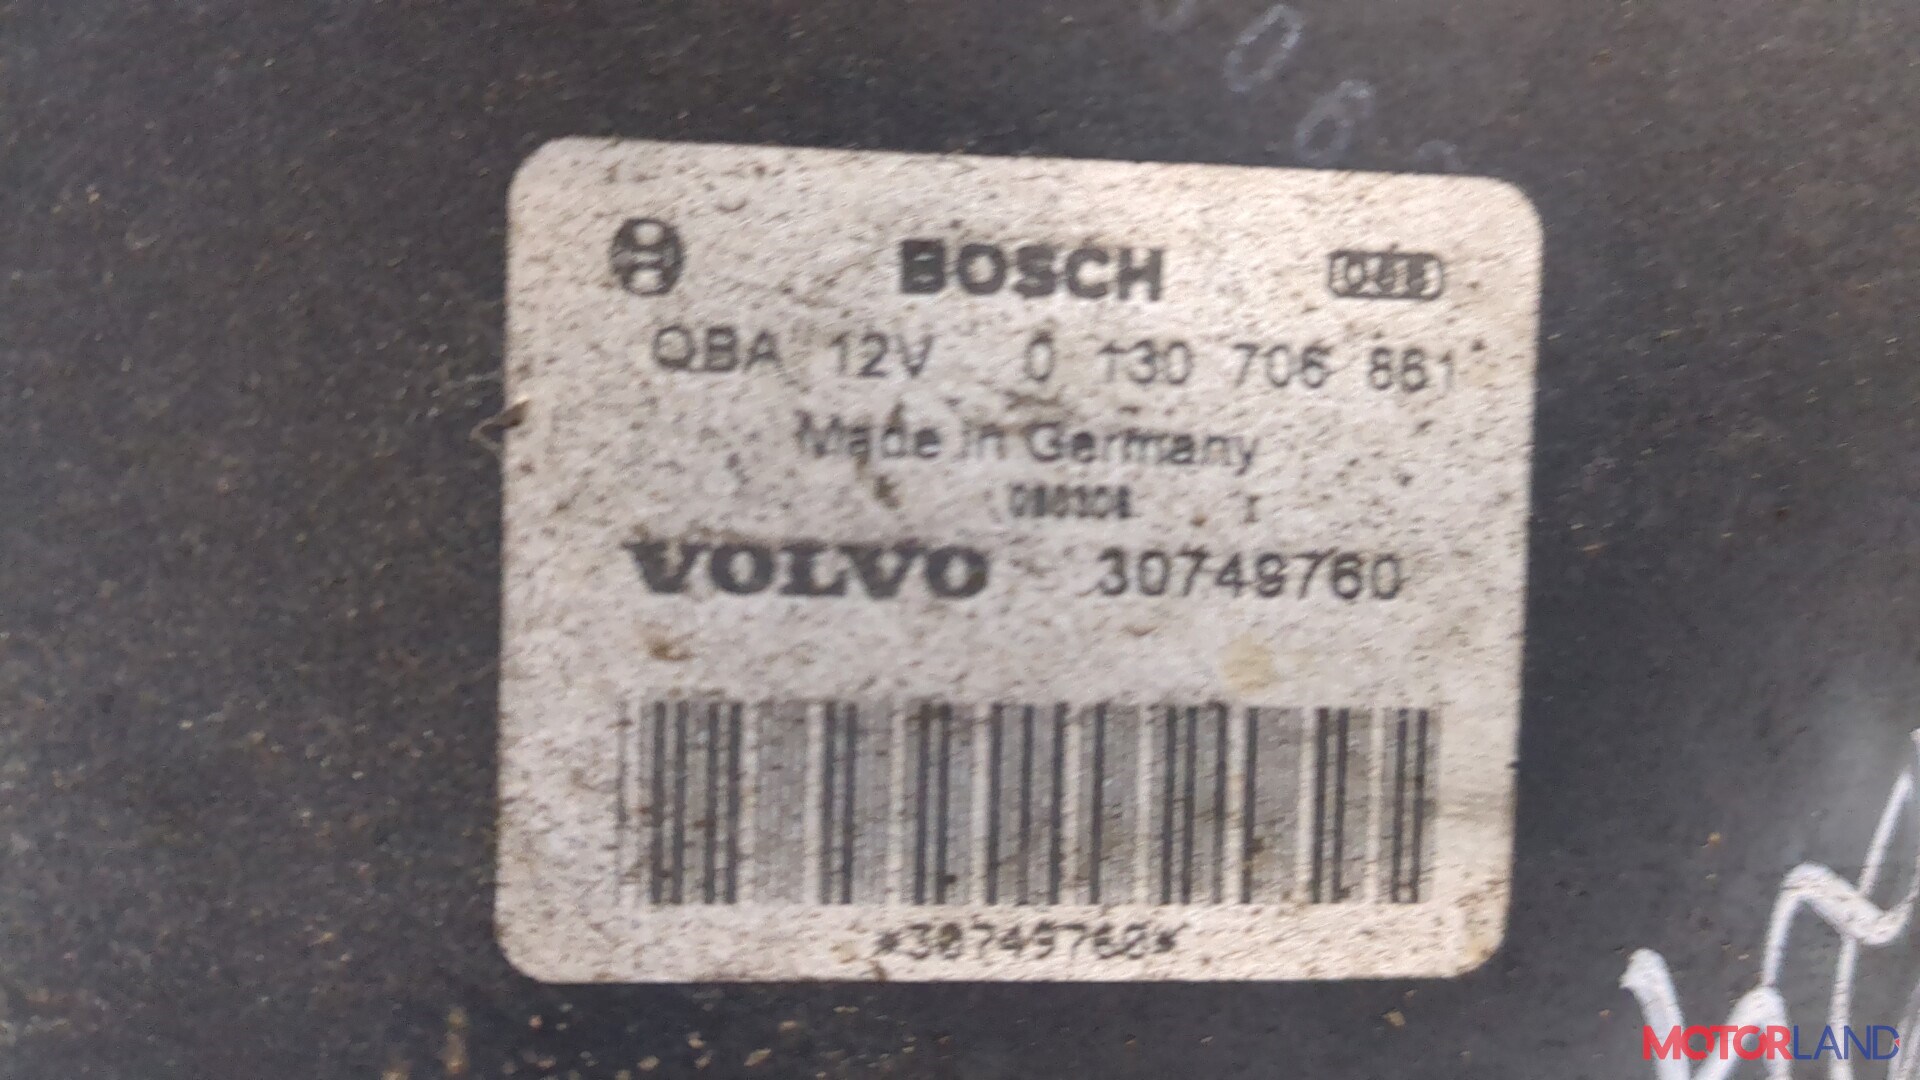 BOSCH
QBA 12V 0 130 706 861
Made in Germany
VOLVO 30749760
*30749760*
MOTORLAND